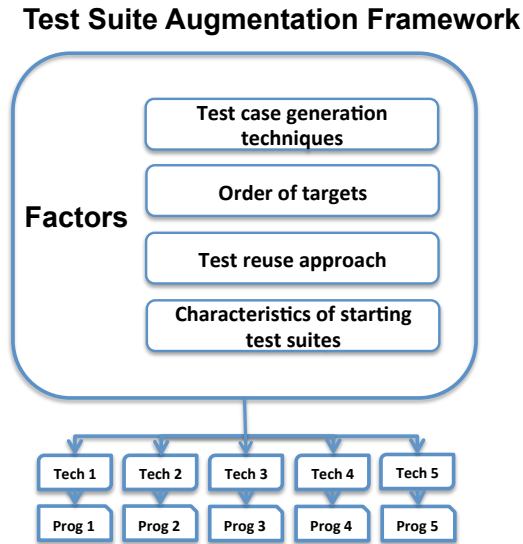 Test Suite Augmentation Framework
Test case generation
techniques
Order of targets
Factors
Test reuse approach
Characteristics of starting
test suites
Tech 1 Tech 2 Tech 3 Tech 4 Tech 5
Prog 1 Prog 2 Prog 3 Prog 4 Prog 5